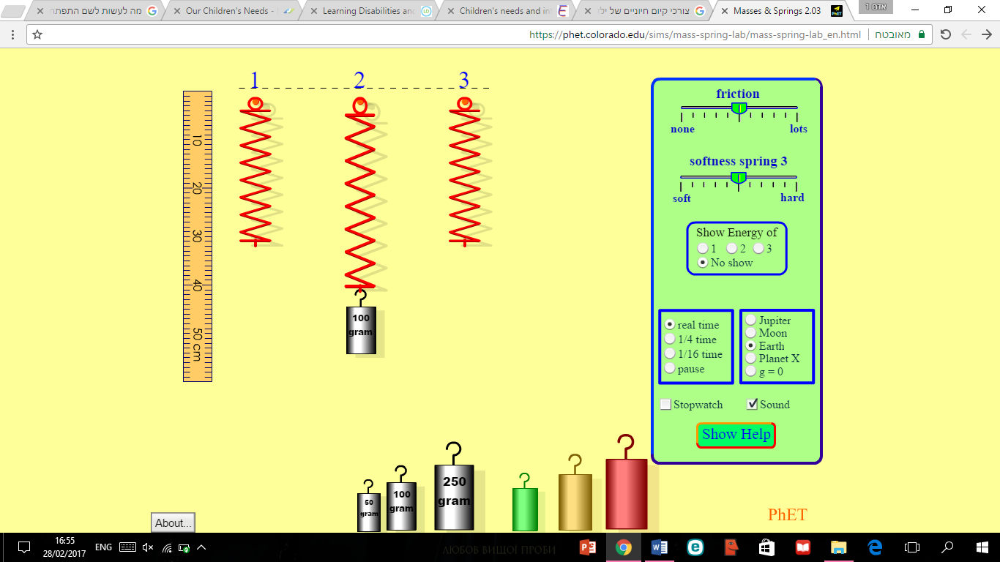 מה לעשות לשם התפתח
Our Children's Needs -
Learning Disabilities an
Children's needs and in
צורכי קיום חיוניים של ילד
Masses & Springs 2.03
אדם 1
https://phet.colorado.edu/sims/mass-spring-lab/mass-spring-lab_en.html
מאובטח
1
2
3
10
20
30
40
50 cm
100
gram
friction
none
lots
softness spring 3
soft
hard
Show Energy of
1 2 3
No show
real time
1/4 time
1/16 time
pause
Jupiter
Moon
Earth
Planet X
g = 0
Stopwatch
Sound
Show Help
50
gram
100
gram
250
gram
PhET
About...
16:55
28/02/2017
ENG
ЛЮБОВ ВИЩОЇ ПРОБИ